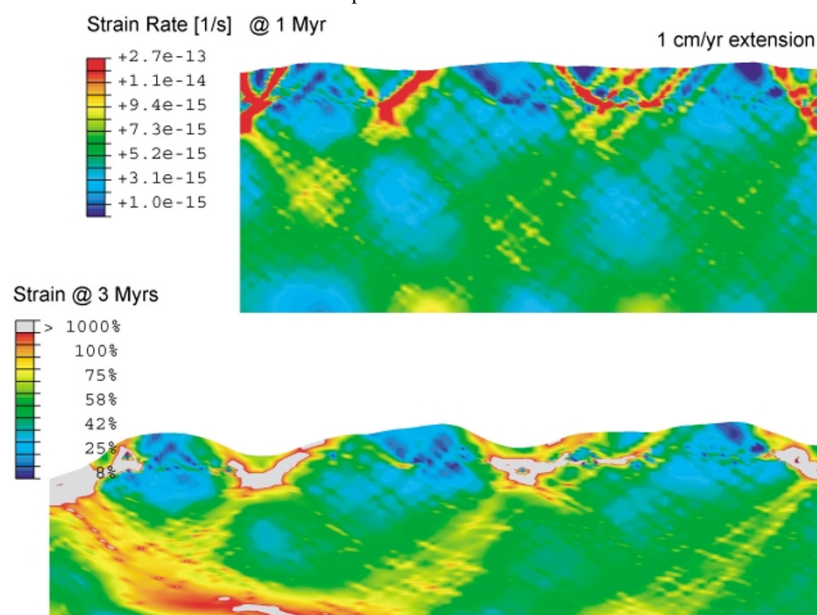 Strain Rate [1/s] @ 1 Myr
1 cm/yr extension
+2.7e-13
+1.1e-14
+9.4e-15
+7.3e-15
+5.2e-15
+3.1e-15
+1.0e-15
Strain @ 3 Myrs
> 1000%
100%
75%
58%
42%
25%
8%